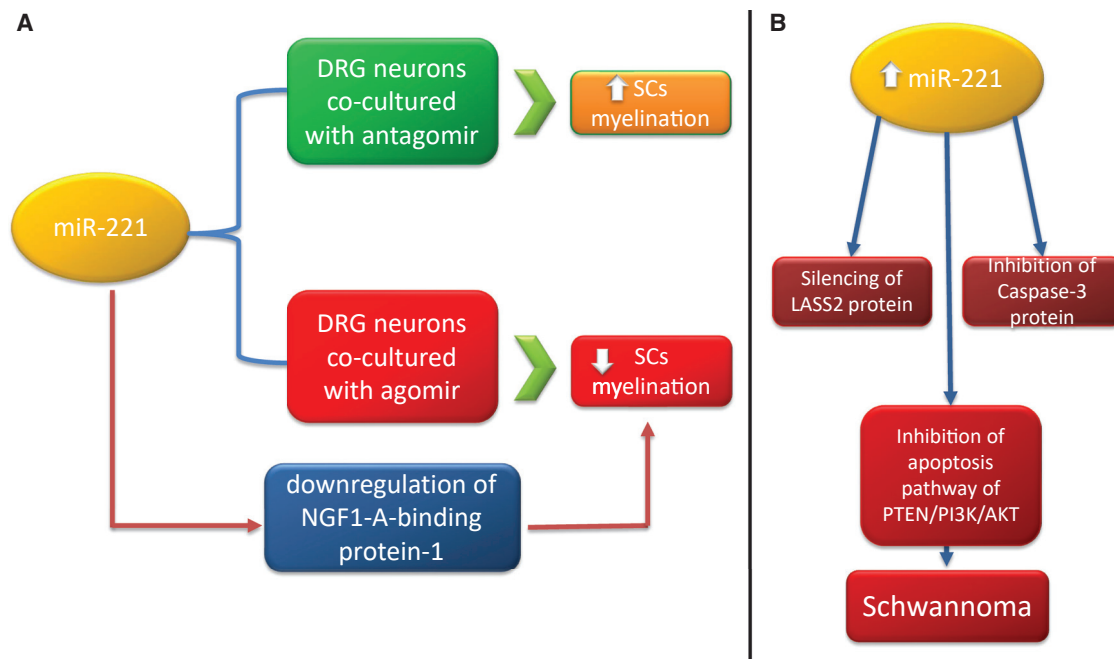 A
miR-221
DRG neurons
co-cultured
with antagomir
SCs
myelination
DRG neurons
co-cultured
with agomir
SCs
myelination
downregulation of
NGF1-A-binding
protein-1
B
miR-221
Silencing of
LASS2 protein
Inhibition of
Caspase-3
protein
Inhibition of
apoptosis
pathway of
PTEN/PI3K/AKT
Schwannoma